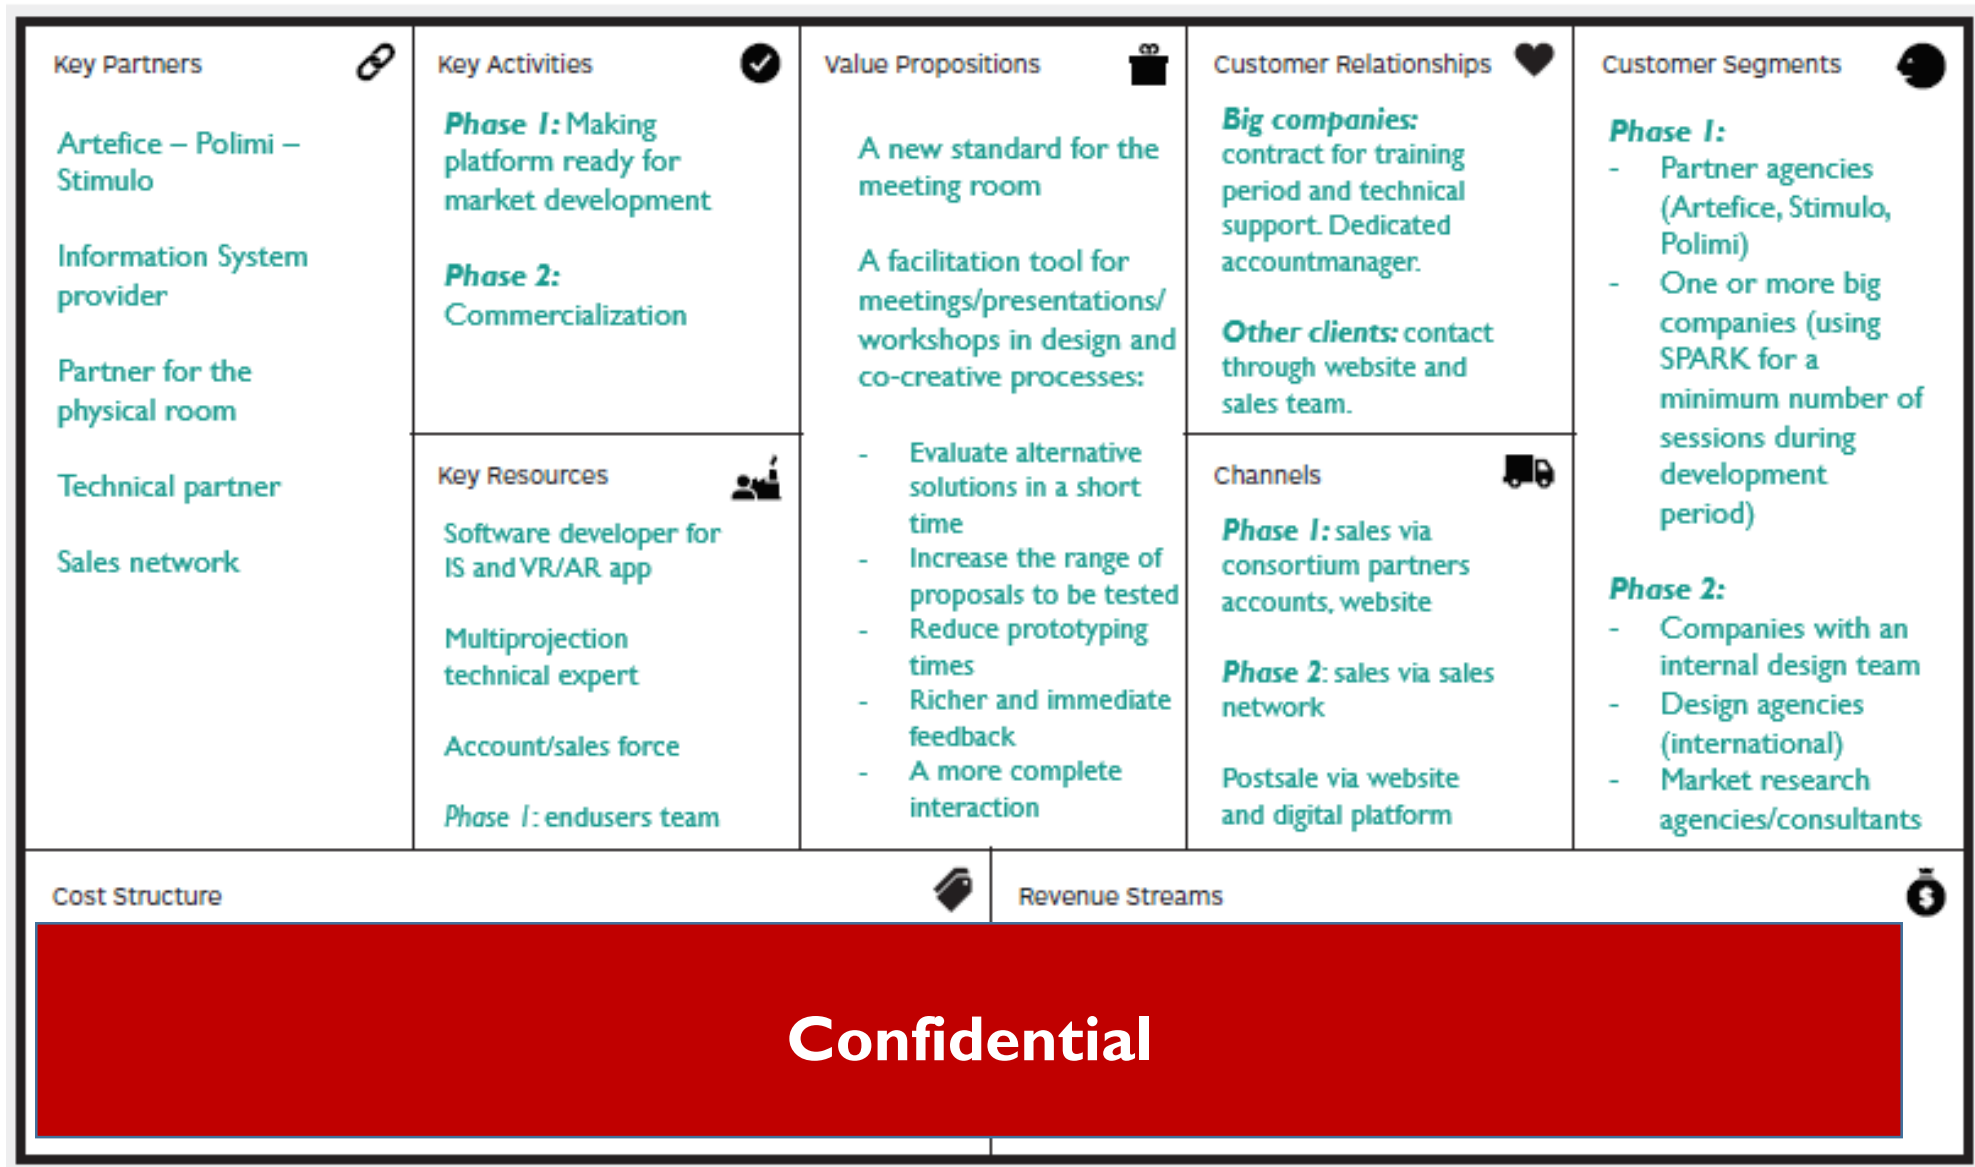 Key Partners
Artefice – Polimi –
Stimulo
Information System
provider
Partner for the
physical room
Technical partner
Sales network
Key Activities
Phase 1: Making
platform ready for
market development
Phase 2:
Commercialization
Key Resources
Software developer for
IS and VR/AR app
Multiprojection
technical expert
Account/sales force
Phase 1: endusers team
Value Propositions
A new standard for the
meeting room
A facilitation tool for
meetings/presentations/
workshops in design and
co-creative processes:
- Evaluate alternative
solutions in a short
time
- Increase the range of
proposals to be tested
- Reduce prototyping
times
- Richer and immediate
feedback
- A more complete
interaction
Customer Relationships
Big companies:
contract for training
period and technical
support. Dedicated
accountmanager.
Other clients: contact
through website and
sales team.
Channels
Phase 1: sales via
consortium partners
accounts, website
Phase 2: sales via sales
network
Postsale via website
and digital platform
Customer Segments
Phase 1:
- Partner agencies
(Artefice, Stimulo,
Polimi)
- One or more big
companies (using
SPARK for a
minimum number of
sessions during
development
period)
Phase 2:
- Companies with an
internal design team
- Design agencies
(international)
- Market research
agencies/consultants
Cost Structure
Revenue Streams
$
Confidential